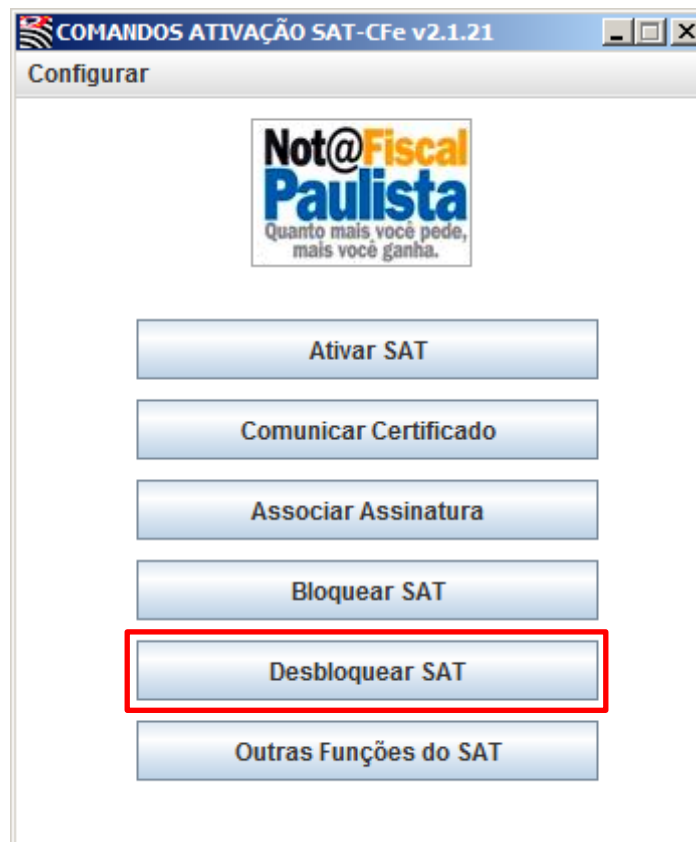 COMANDOS ATIVAÇÃO SAT-CFe v2.1.21
Configurar
Not@Fiscal
Paulista
Quanto mais você pede,
mais você ganha.
Ativar SAT
Comunicar Certificado
Associar Assinatura
Bloquear SAT
Desbloquear SAT
Outras Funções do SAT